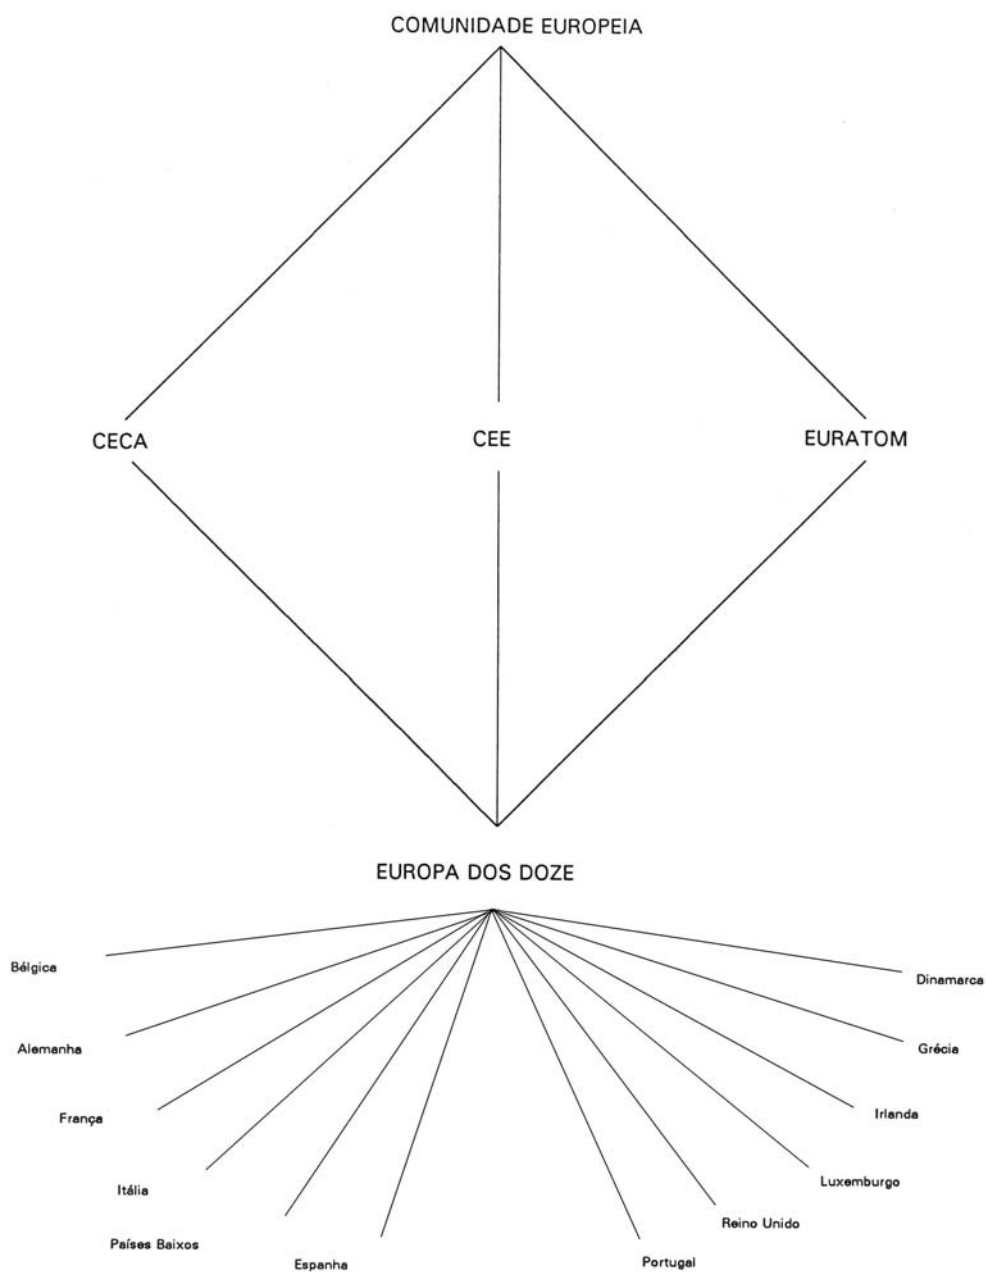 COMUNIDADE EUROPEIA
CECA
CEE
EURATOM
EUROPA DOS DOZE
Bélgica
Dinamarca
Alemanha
Grécia
França
Irlanda
Itália
Luxemburgo
Países Baixos
Reino Unido
Espanha
Portugal